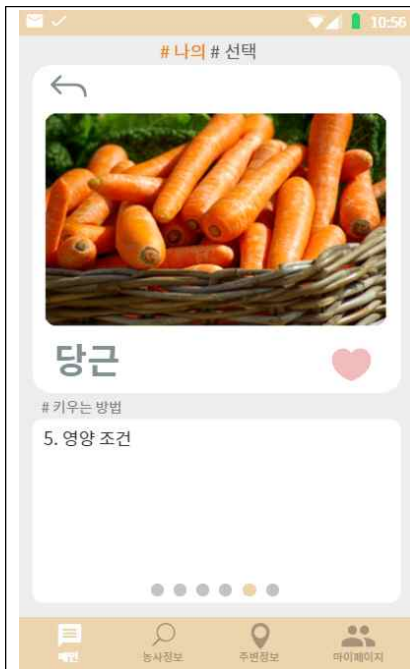 10:56
# 나의 # 선택
당근
# 키우는 방법
5. 영양 조건
농사정보
주변정보
마이페이지